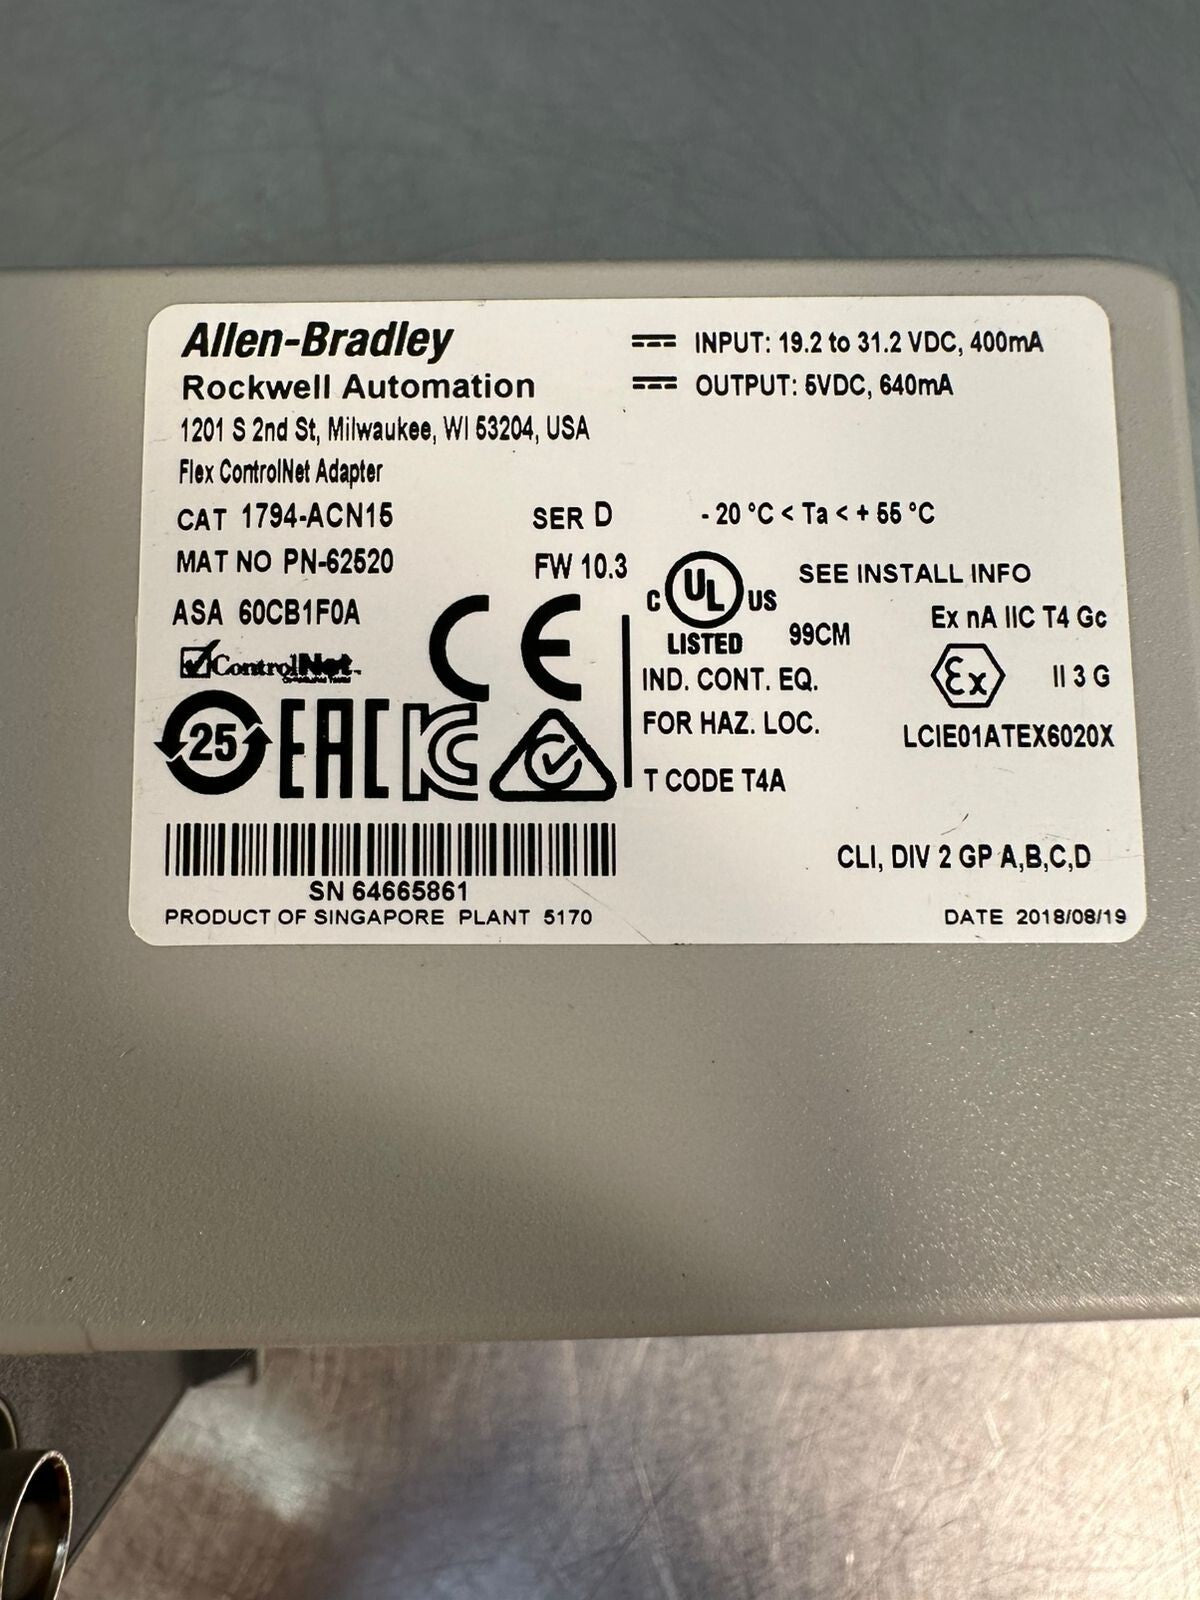 Allen-Bradley
Rockwell Automation
1201 S 2nd St, Milwaukee, WI 53204, USA
Flex ControlNet Adapter
CAT 1794-ACN15 SER D
MAT NO PN-62520 FW 10.3
ASA 60CB1F0A
ControlNet™
CE
25
EAC
KC
INPUT: 19.2 to 31.2 VDC, 400mA
OUTPUT: 5VDC, 640mA
- 20 °C < Ta < + 55 °C
C UL US
LISTED 99CM
IND. CONT. EQ.
FOR HAZ. LOC.
T CODE T4A
SEE INSTALL INFO
Ex nA IIC T4 Gc
Ex II 3 G
LCIE01ATEX6020X
CLI, DIV 2 GP A,B,C,D
SN 64665861
PRODUCT OF SINGAPORE PLANT 5170
DATE 2018/08/19